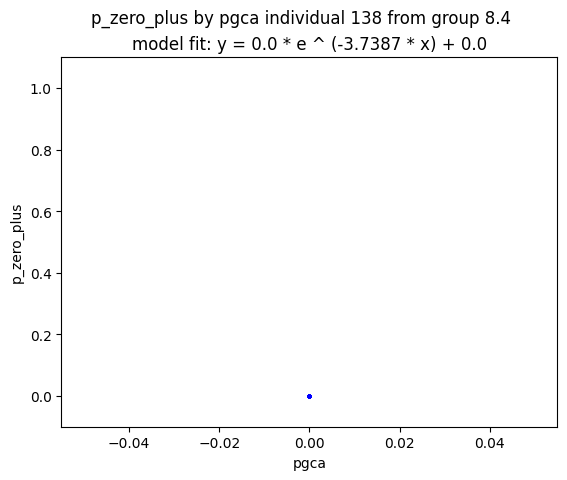 p_zero_plus by pgca individual 138 from group 8.4
model fit: y = 0.0 * e ^ (-3.7387 * x) + 0.0
1.0
0.8
0.6
0.4
0.2
0.0
p_zero_plus
−0.04
−0.02
0.00
0.02
0.04
pgca